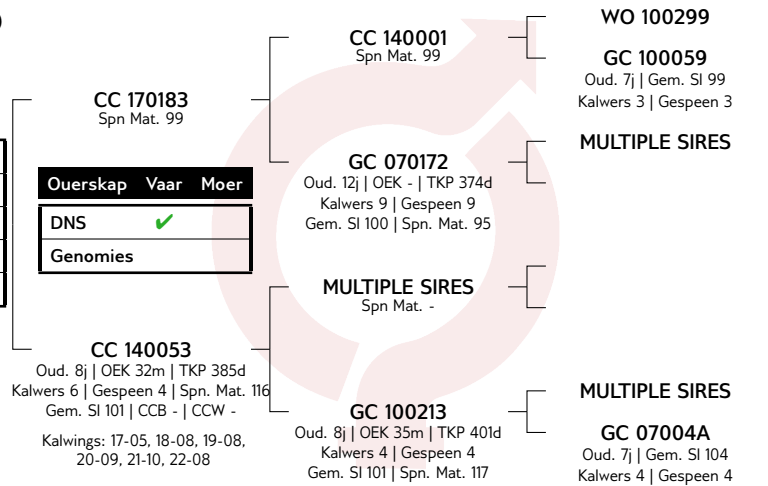 WO 100299
CC 140001
Spn Mat. 99
GC 100059
Oud. 7j | Gem. SI 99
Kalwers 3 | Gespeen 3
CC 170183
Spn Mat. 99
MULTIPLE SIRES
GC 070172
Oud. 12j | OEK - | TKP 374d
Kalwers 9 | Gespeen 9
Gem. SI 100 | Spn. Mat. 95
Ouerskap Vaar Moer
DNS ✔
Genomies
MULTIPLE SIRES
Spn Mat. -
CC 140053
Oud. 8j | OEK 32m | TKP 385d
Kalwers 6 | Gespeen 4 | Spn. Mat. 116
Gem. SI 101 | CCB - | CCW -
Kalwings: 17-05, 18-08, 19-08,
20-09, 21-10, 22-08
MULTIPLE SIRES
GC 100213
Oud. 8j | OEK 35m | TKP 401d
Kalwers 4 | Gespeen 4
Gem. SI 101 | Spn. Mat. 117
GC 07004A
Oud. 7j | Gem. SI 104
Kalwers 4 | Gespeen 4